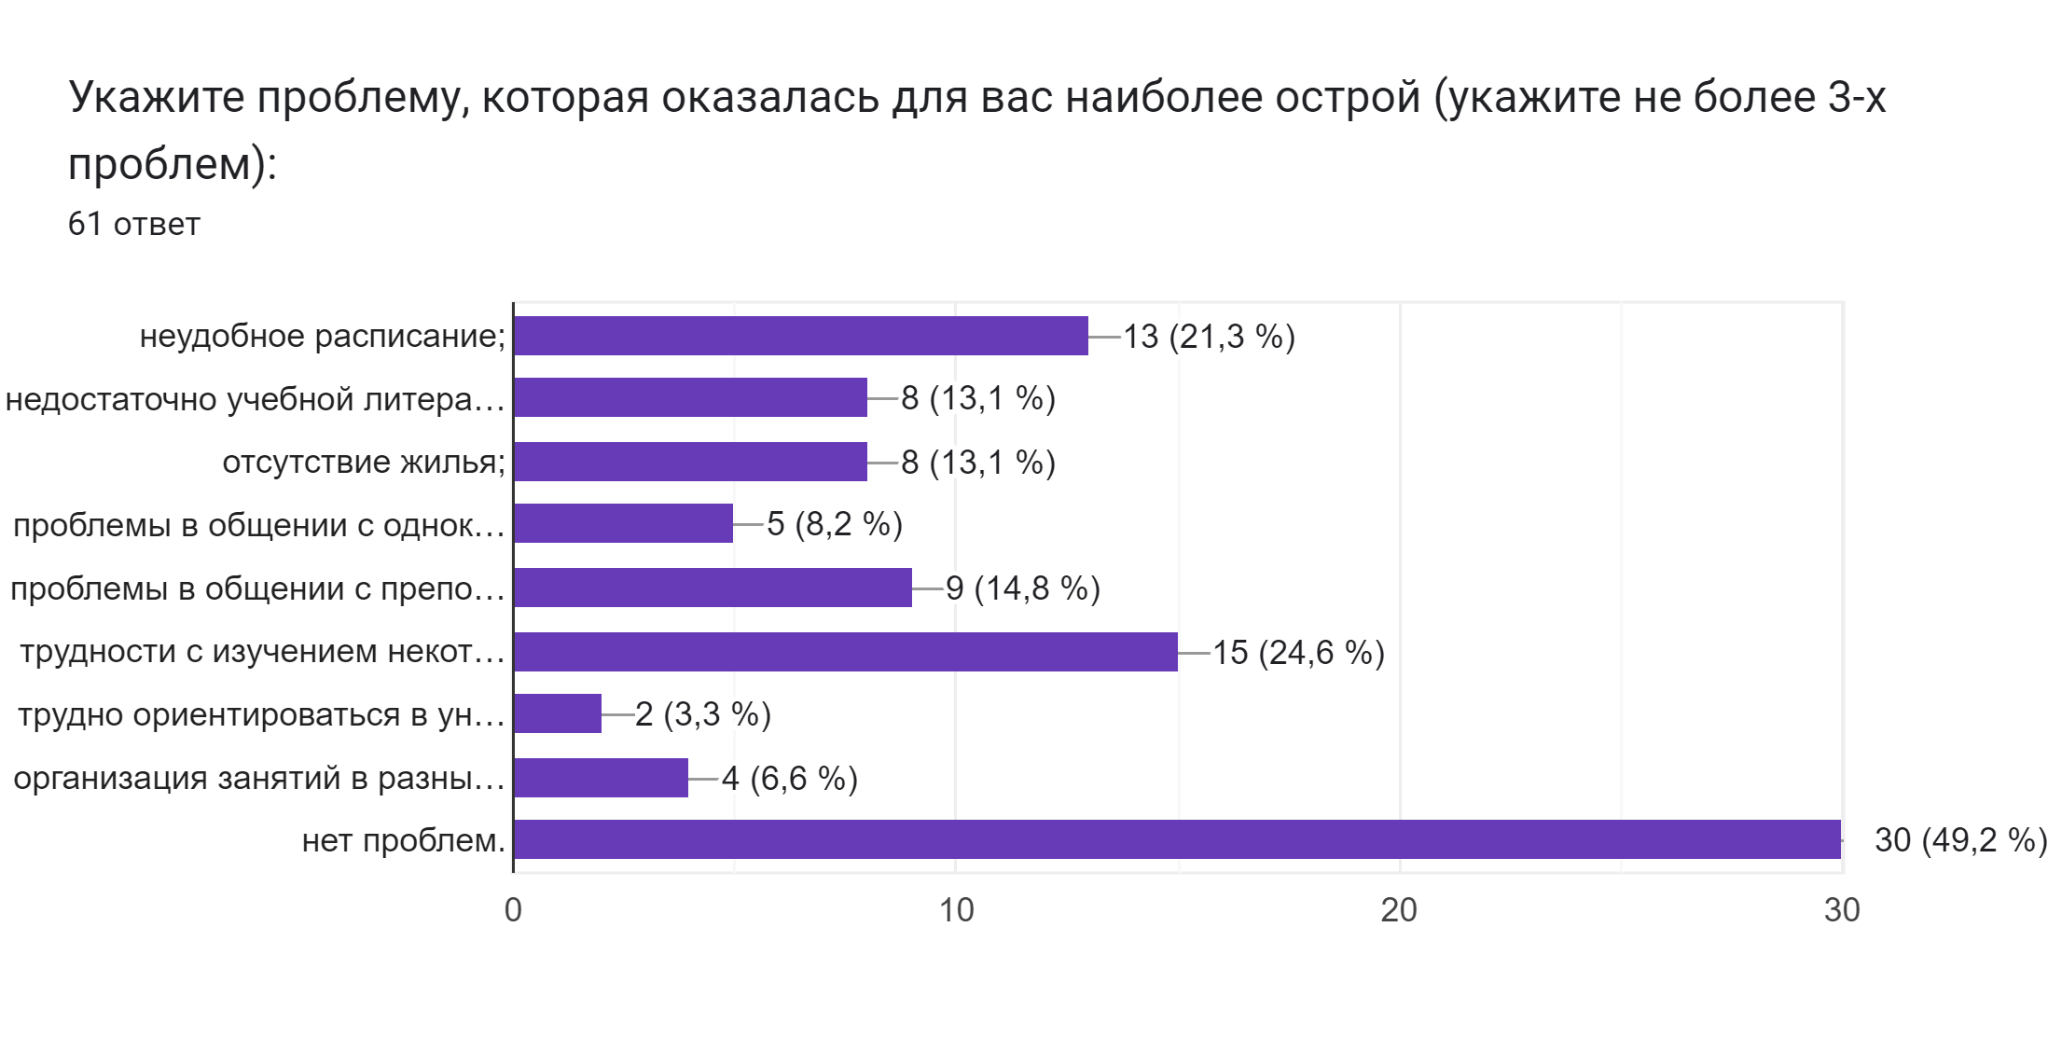 Укажите проблему, которая оказалась для вас наиболее острой (укажите не более 3-х
проблем):
61 ответ
неудобное расписание;
13 (21,3 %)
недостаточно учебной литера…
8 (13,1 %)
отсутствие жилья;
8 (13,1 %)
проблемы в общении с однок…
5 (8,2 %)
проблемы в общении с препо…
9 (14,8 %)
трудности с изучением некот…
15 (24,6 %)
трудно ориентироваться в ун…
2 (3,3 %)
организация занятий в разны…
4 (6,6 %)
нет проблем.
30 (49,2 %)
0 10 20 30